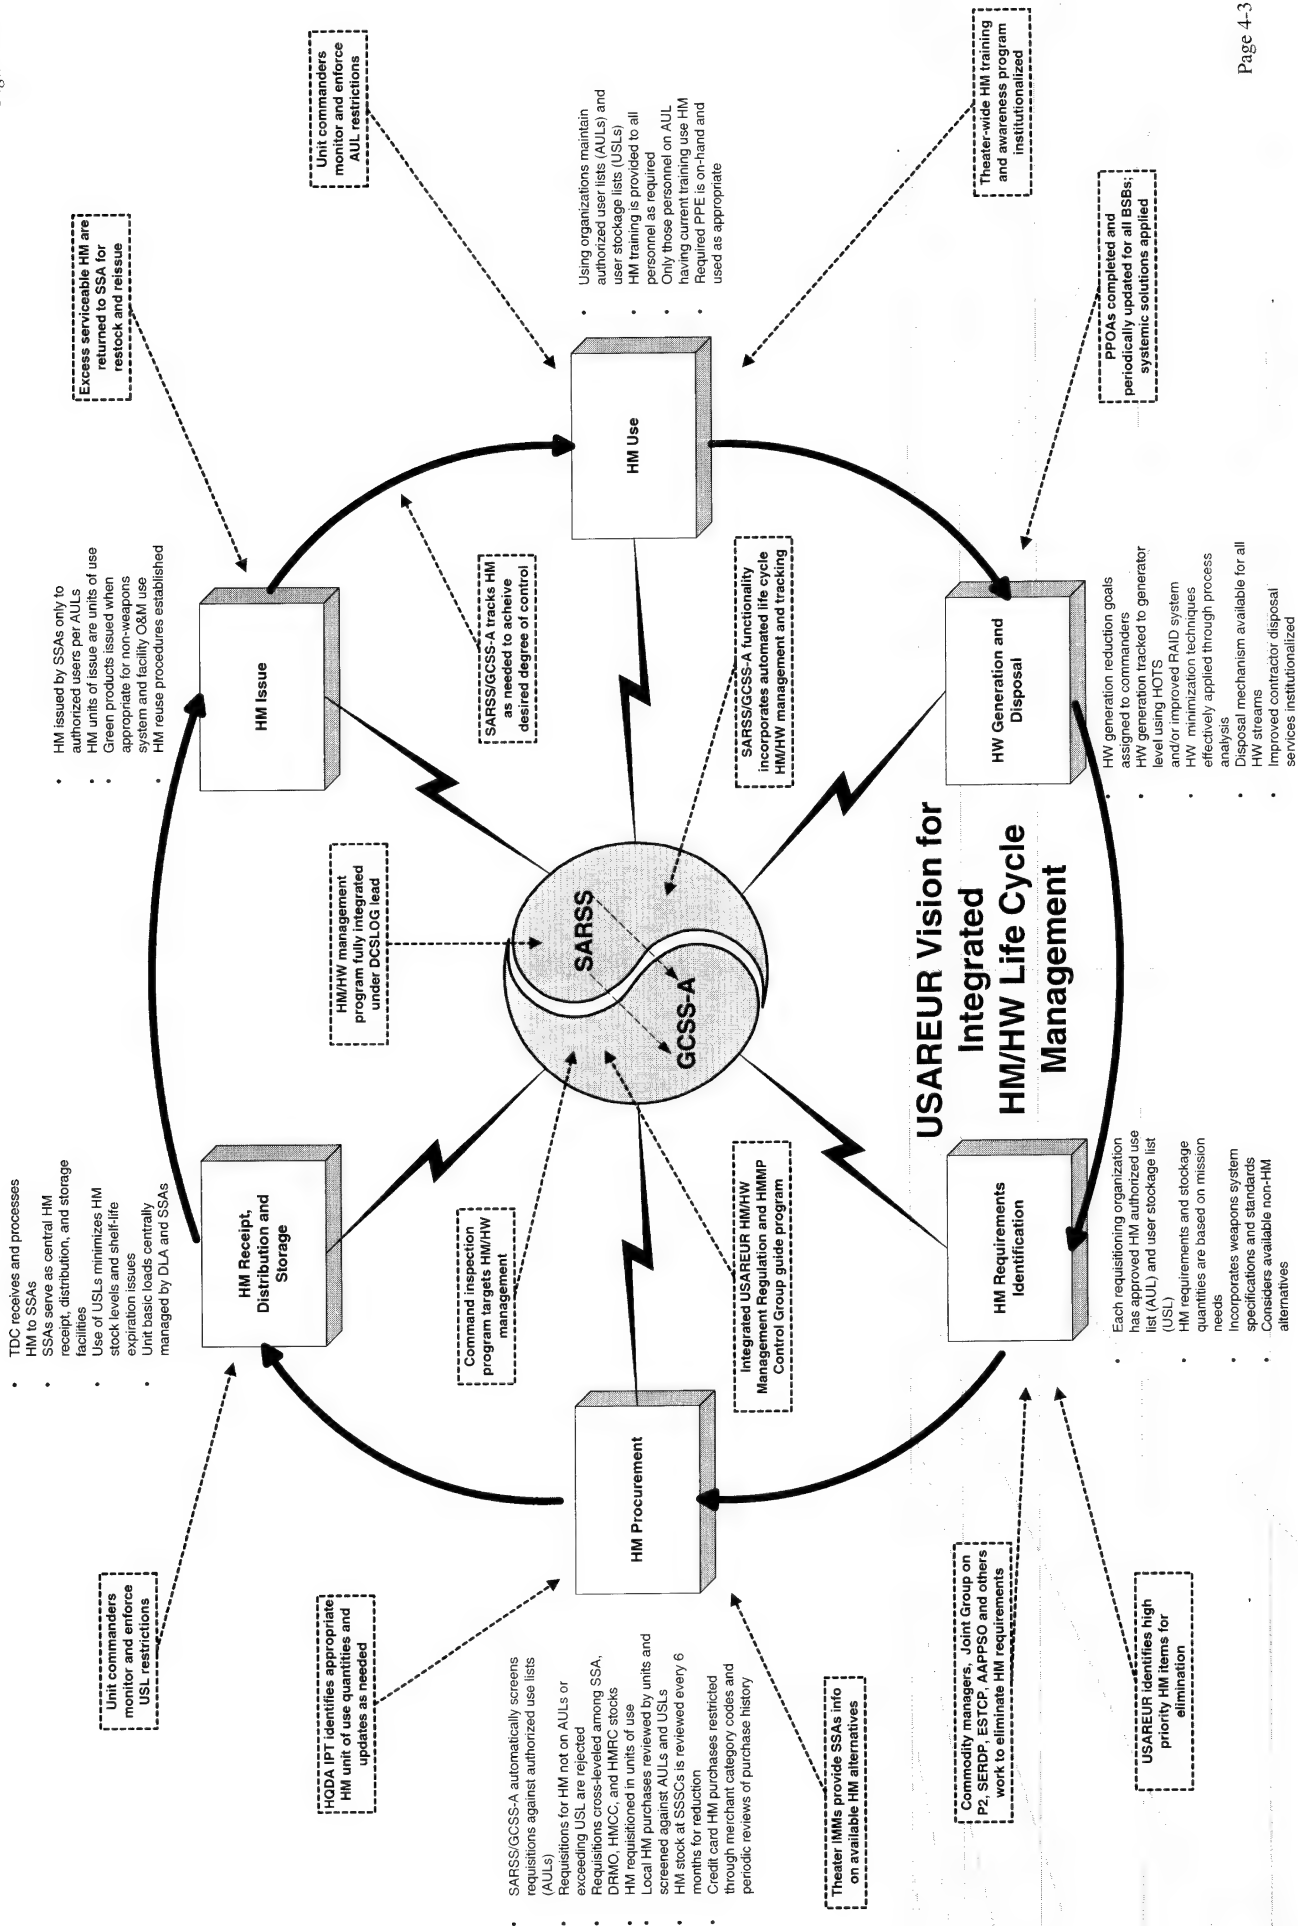 USAREUR Vision for
Integrated
HM/HW Life Cycle
Management
TDC receives and processes
HM to SSAs
SSAs serve as central HM
receipt, distribution, and storage
facilities
Use of USLs minimizes HM
stock levels and shelf-life
expiration issues
Unit basic loads centrally
managed by DLA and SSAs
HM issued by SSAs only to
authorized users per AULs
HM units of issue are units of use
Green products issued when
appropriate for non-weapons
system and facility O&M use
HM reuse procedures established
Excess serviceable HM are
returned to SSA for
restock and reissue
Unit commanders
monitor and enforce
USL restrictions
HM Receipt,
Distribution and
Storage
HM Issue
Unit commanders
monitor and enforce
AUL restrictions
HQDA IPT identifies appropriate
HM unit of use quantities and
updates as needed
HM/HW management
program fully integrated
under DCSLOG lead
SARSS/GCSS-A tracks HM
as needed to acheive
desired degree of control
Command inspection
program targets HM/HW
management
SARSS
GCSS-A
SARSS/GCSS-A automatically screens
requisitions against authorized use lists
(AULs)
Requisitions for HM not on AULs or
exceeding USL are rejected
Requisitions cross-leveled among SSA,
DRMO, HMCC, and HMRC stocks
HM requisitioned in units of use
Local HM purchases reviewed by units and
screened against AULs and USLs
HM stock at SSSCs is reviewed every 6
months for reduction
Credit card HM purchases restricted
through merchant category codes and
periodic reviews of purchase history
HM Procurement
HM Use
Using organizations maintain
authorized user lists (AULs) and
user stockage lists (USLs)
HM training is provided to all
personnel as required
Only those personnel on AUL
having current training use HM
Required PPE is on-hand and
used as appropriate
Integrated USAREUR HM/HW
Management Regulation and HMMP
Control Group guide program
SARSS/GCSS-A functionality
incorporates automated life cycle
HM/HW management and tracking
Theater IMMs provide SSAs info
on available HM alternatives
Theater-wide HM training
and awareness program
institutionalized
Commodity managers, Joint Group on
P2, SERDP, ESTCP, AAPPSO and others
work to eliminate HM requirements
HM Requirements
Identification
HW Generation and
Disposal
PPOAs completed and
periodically updated for all BSBs;
systemic solutions applied
USAREUR identifies high
priority HM items for
elimination
Each requisitioning organization
has approved HM authorized use
list (AUL) and user stockage list
(USL)
HM requirements and stockage
quantities are based on mission
needs
Incorporates weapons system
specifications and standards
Considers available non-HM
alternatives
HW generation reduction goals
assigned to commanders
HW generation tracked to generator
level using HOTS
and/or improved RAID system
HW minimization techniques
effectively applied through process
analysis
Disposal mechanism available for all
HW streams
Improved contractor disposal
services institutionalized
Page 4-3